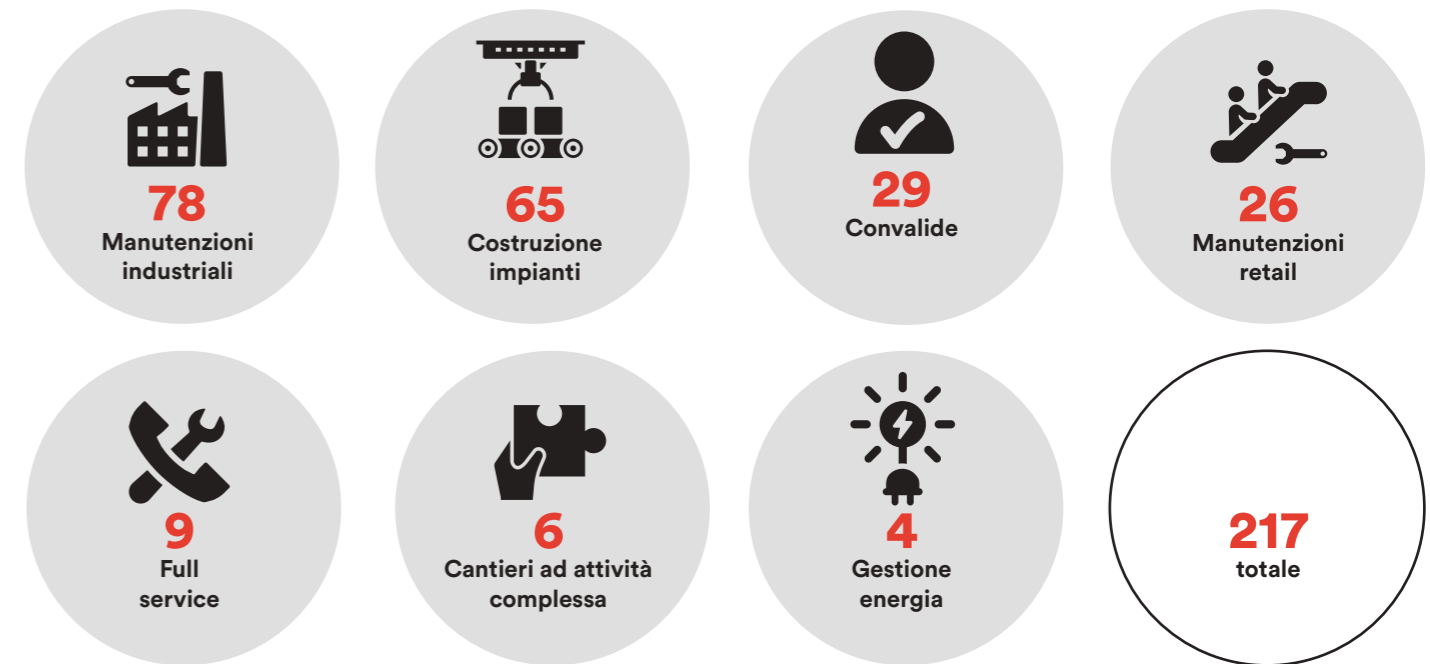 78
Manutenzioni
industriali
65
Costruzione
impianti
29
Convalide
26
Manutenzioni
retail
9
Full
service
6
Cantieri ad attività
complessa
4
Gestione
energia
217
totale